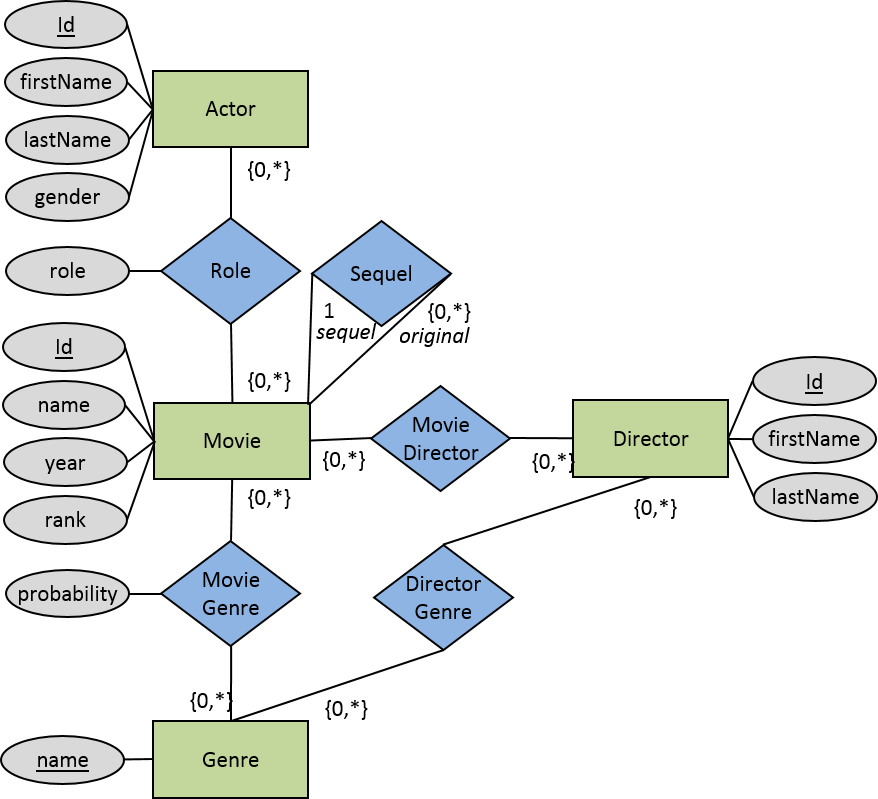 Id
firstName
lastName
gender
Actor
{0,*}
role
Role
Sequel
1
sequel
{0,*}
original
{0,*}
Id
name
year
rank
Movie
{0,*}
Movie
Director
{0,*}
Director
Id
firstName
lastName
{0,*}
{0,*}
probability
Movie
Genre
Director
Genre
{0,*}
{0,*}
name
Genre